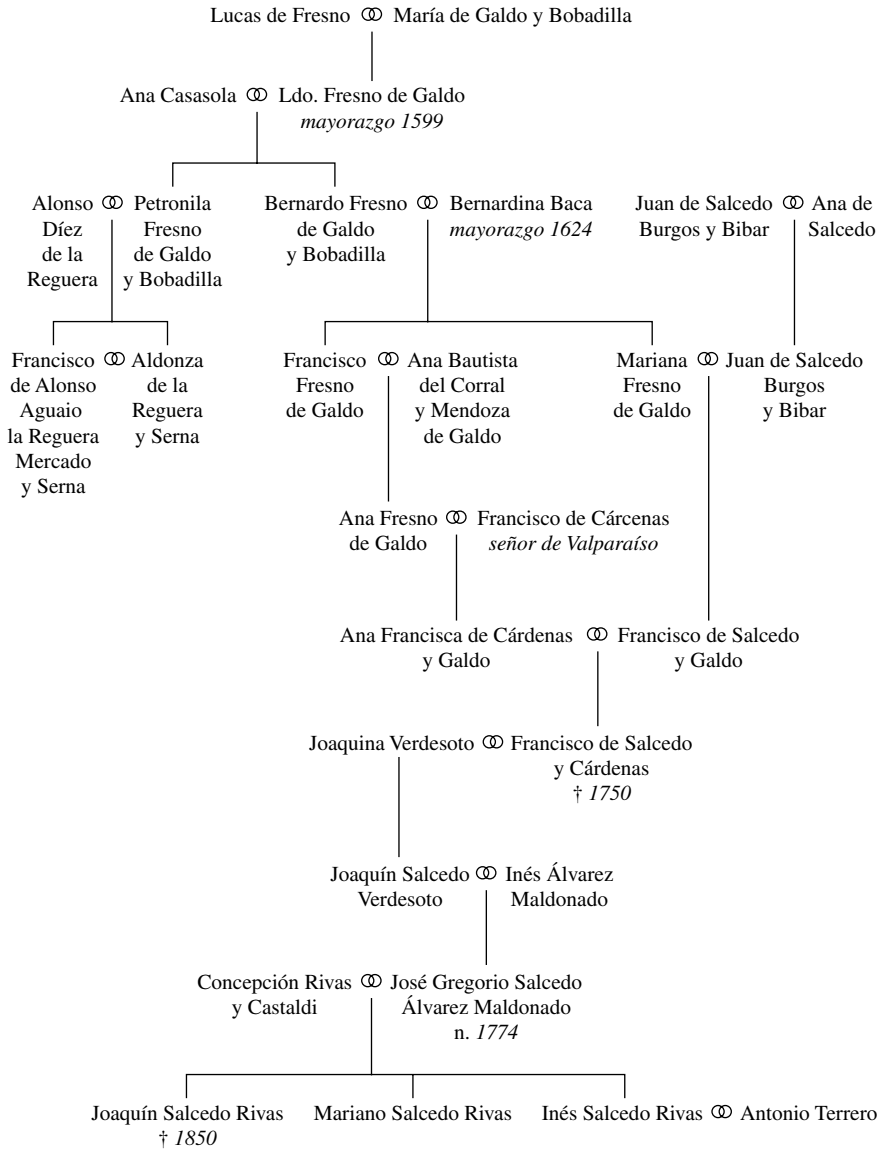 Lucas de Fresno ⚭ María de Galdo y Bobadilla
Ana Casasola ⚭ Ldo. Fresno de Galdo
mayorazgo 1599
Alonso ⚭ Petronila
Díez Fresno
de la de Galdo
Reguera y Bobadilla
Bernardo Fresno ⚭ Bernardina Baca
de Galdo mayorazgo 1624
y Bobadilla
Juan de Salcedo ⚭ Ana de
Burgos y Bibar Salcedo
Francisco ⚭ Aldonza
de Alonso de la
Aguaio Reguera
la Reguera y Serna
Mercado
y Serna
Francisco ⚭ Ana Bautista
Fresno del Corral
de Galdo y Mendoza
de Galdo
Mariana ⚭ Juan de Salcedo
Fresno Burgos
de Galdo y Bibar
Ana Fresno ⚭ Francisco de Cárcenas
de Galdo señor de Valparaíso
Ana Francisca de Cárdenas ⚭ Francisco de Salcedo
y Galdo y Galdo
Joaquina Verdesoto ⚭ Francisco de Salcedo
y Cárdenas
† 1750
Joaquín Salcedo ⚭ Inés Álvarez
Verdesoto Maldonado
Concepción Rivas ⚭ José Gregorio Salcedo
y Castaldi Álvarez Maldonado
n. 1774
Joaquín Salcedo Rivas Mariano Salcedo Rivas Inés Salcedo Rivas ⚭ Antonio Terrero
† 1850